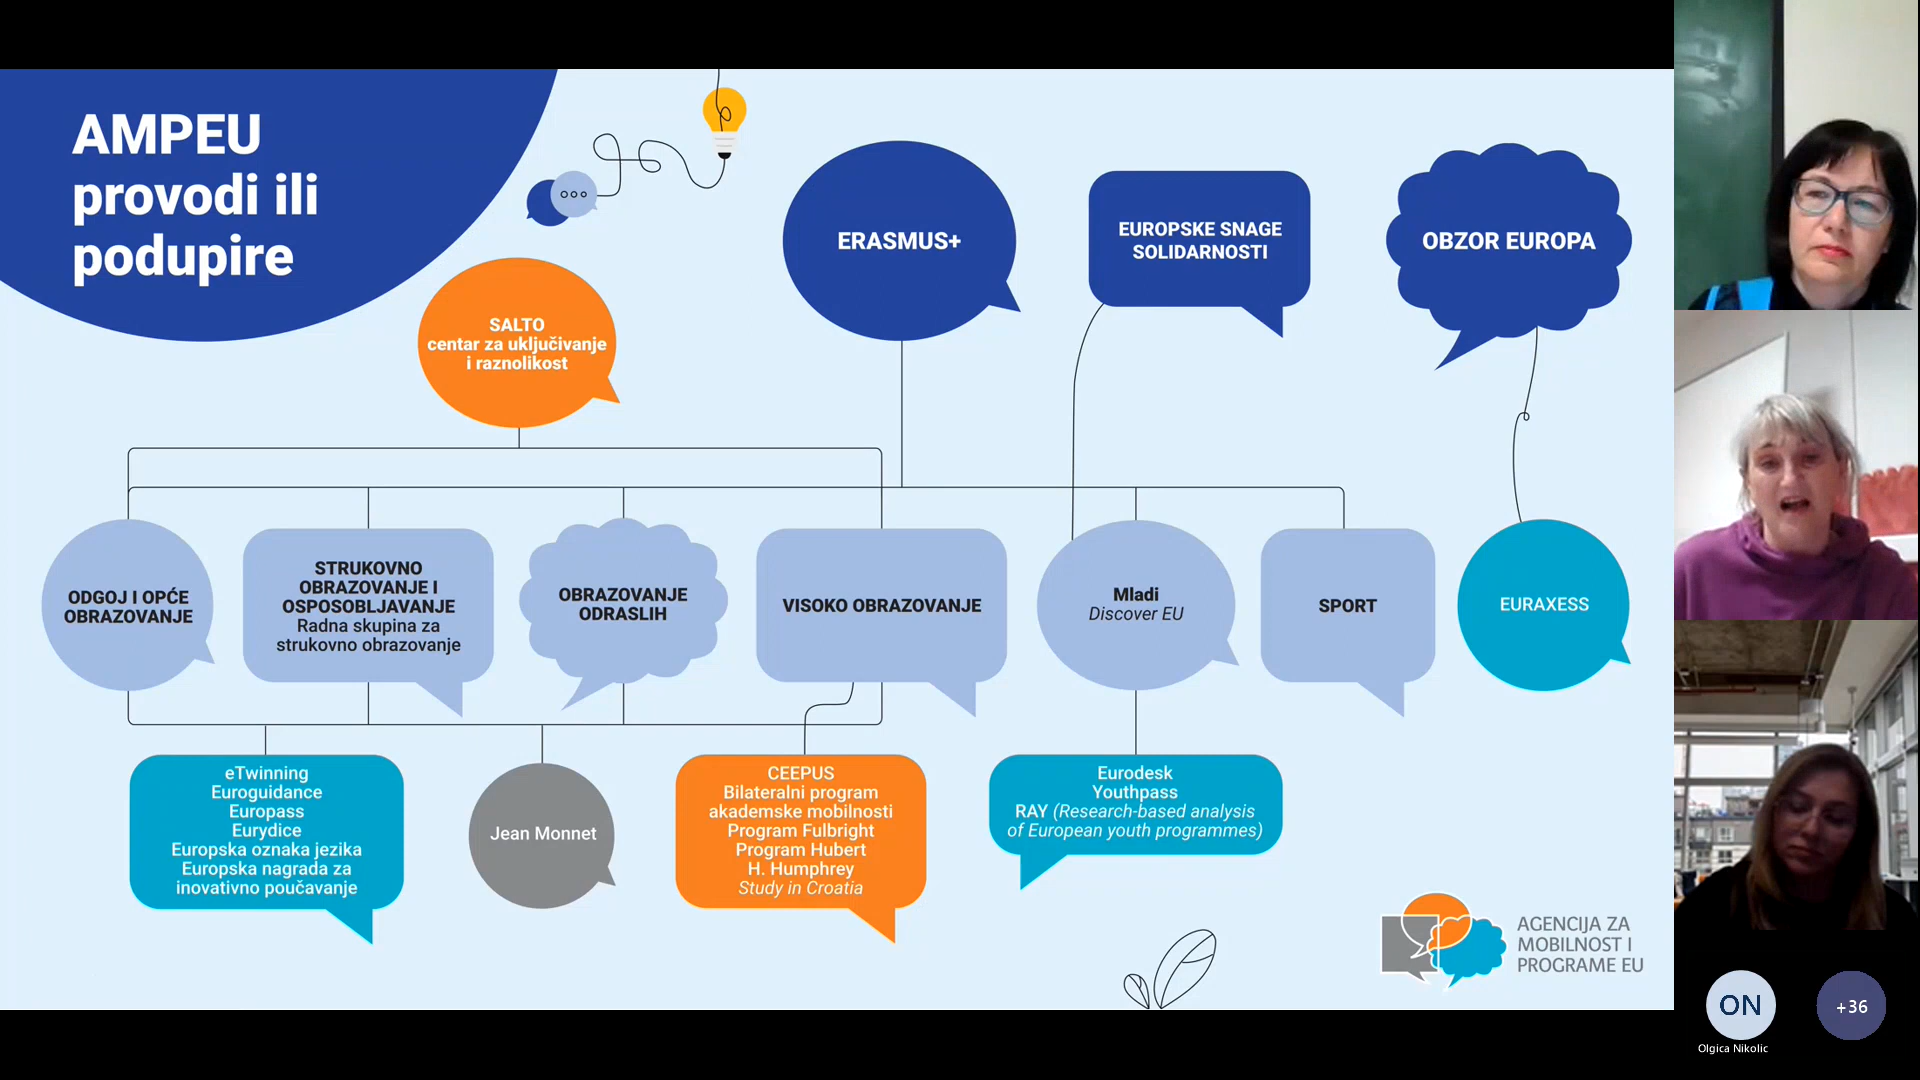 AMPEU
provodi ili
podupire
SALTO
centar za uključivanje
i raznolikost
ERASMUS+
EUROPSKE SNAGE
SOLIDARNOSTI
OBZOR EUROPA
ODGOJ I OPĆE
OBRAZOVANJE
STRUKOVNO
OBRAZOVANJE I
OSPOSOBLJAVANJE
Radna skupina za
strukovno obrazovanje
OBRAZOVANJE
ODRASLIH
VISOKO OBRAZOVANJE
Mladi
Discover EU
SPORT
EURAXESS
eTwinning
Euroguidance
Europass
Eurydice
Europska oznaka jezika
Europska nagrada za
inovativno poučavanje
Jean Monnet
CEEPUS
Bilateralni program
akademske mobilnosti
Program Fulbright
Program Hubert
H. Humphrey
Study in Croatia
Eurodesk
Youthpass
RAY (Research-based analysis
of European youth programmes)
AGENCIJA ZA
MOBILNOST I
PROGRAME EU
ON
Olgica Nikolic
+36